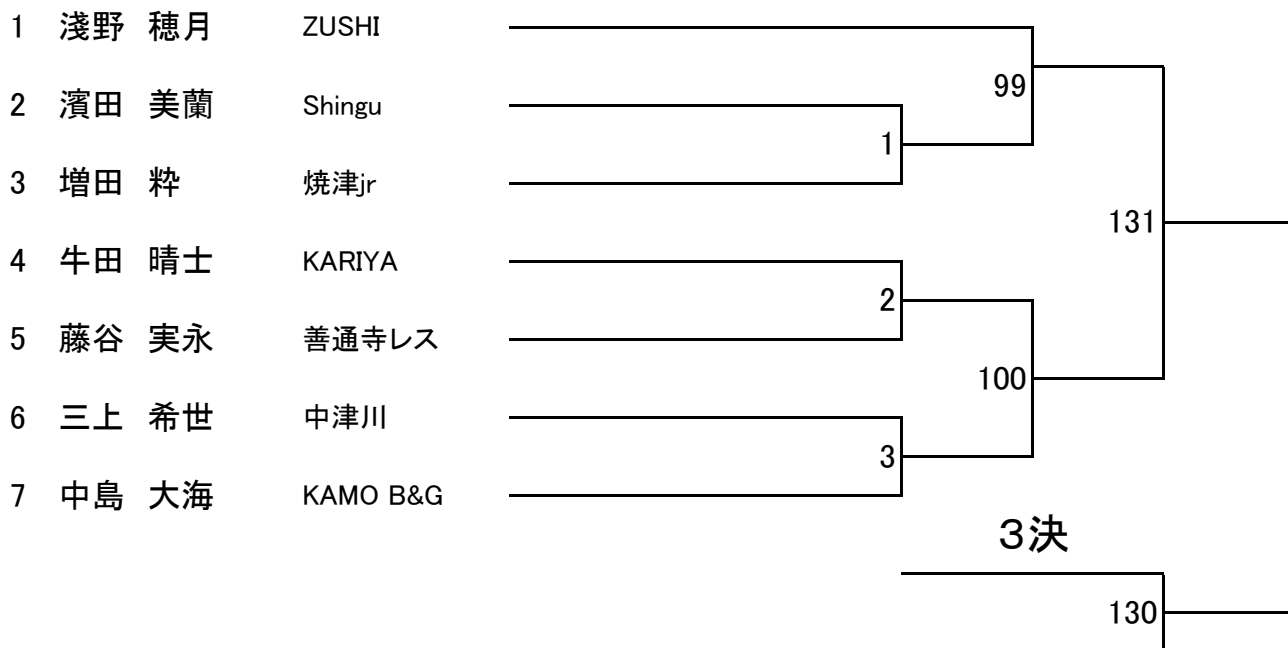 1 淺野 穂月 ZUSHI
99
2 濱田 美蘭 Shingu
1
3 増田 粋 焼津jr
131
4 牛田 晴士 KARIYA
2
5 藤谷 実永 善通寺レス
100
6 三上 希世 中津川
3
7 中島 大海 KAMO B&G
３決
130